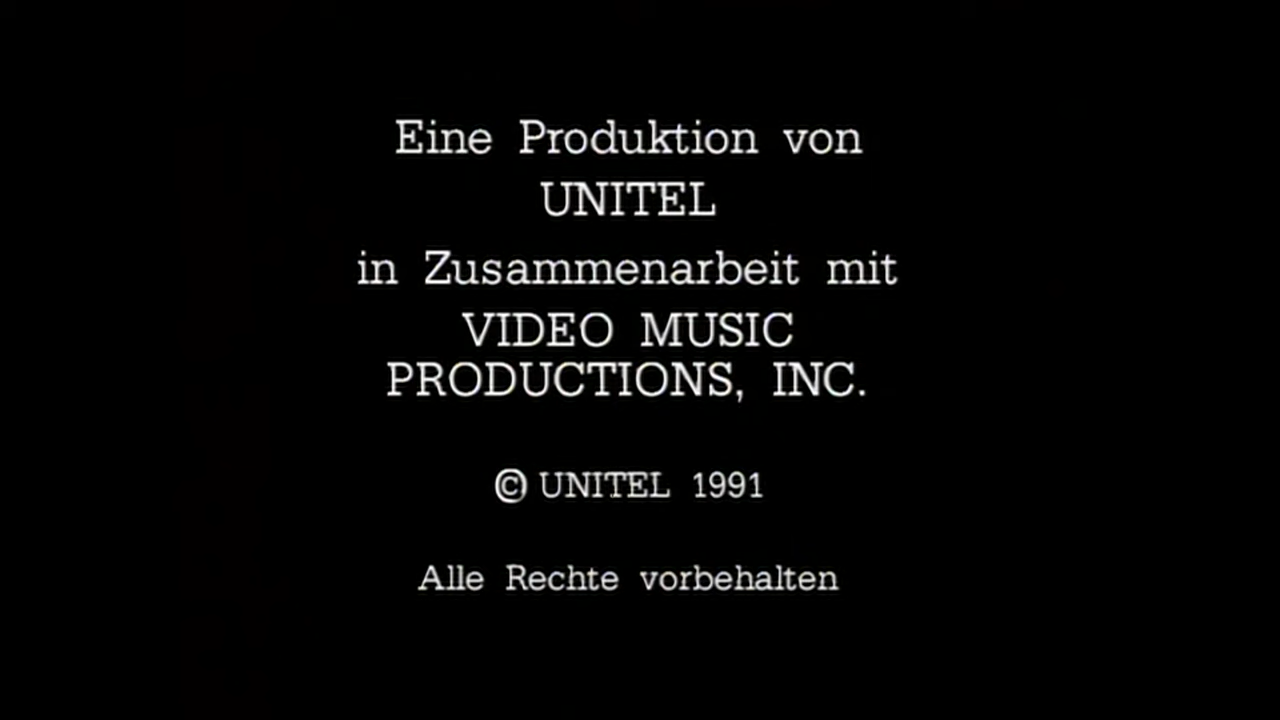 Eine Produktion von
UNITEL
in Zusammenarbeit mit
VIDEO MUSIC
PRODUCTIONS, INC.
© UNITEL 1991
Alle Rechte vorbehalten